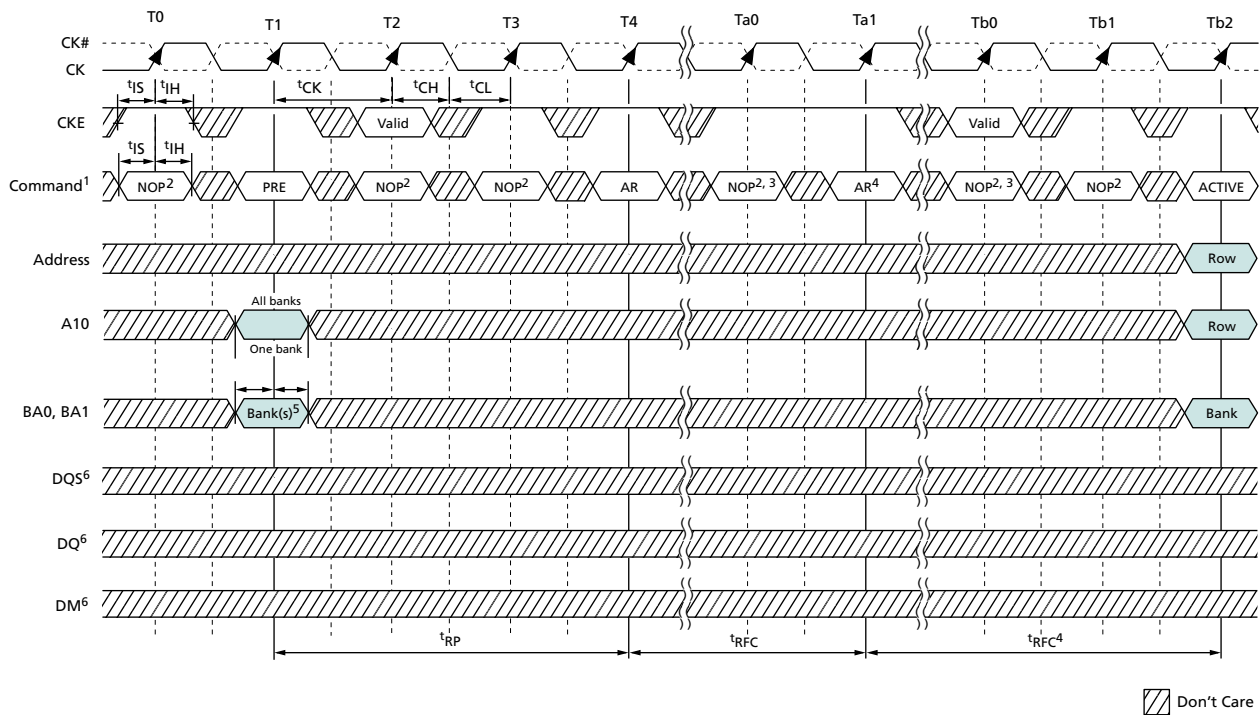 T0 T1 T2 T3 T4 Ta0 Ta1 Tb0 Tb1 Tb2
CK#
CK
tIS tIH tCK tCH tCL
CKE Valid Valid
tIS tIH
Command1 NOP2 PRE NOP2 NOP2 AR NOP2, 3 AR4 NOP2, 3 NOP2 ACTIVE
Address Row
All banks
A10 Row
One bank
BA0, BA1 Bank(s)5 Bank
DQS6
DQ6
DM6
tRP tRFC tRFC4
Don't Care